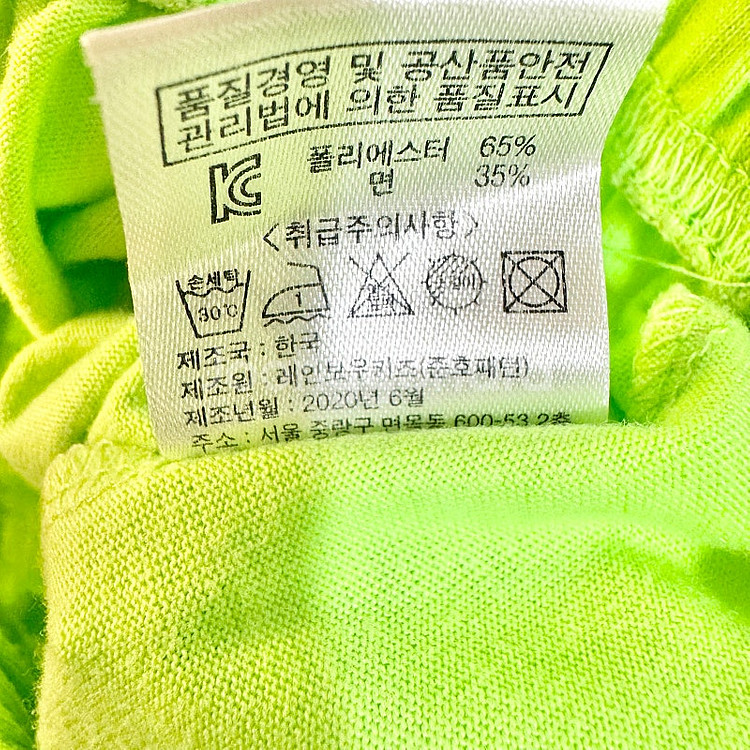 품질경영 및 공산품안전
관리법에 의한 품질표시
폴리에스터 65%
면 35%
<취급주의사항>
손세탁
30℃
1
제조국 : 한국
제조원 : 레인보우키즈(준호패턴)
제조년월 : 2020년 6월
주소 : 서울 중랑구 면목동 600-53 2층